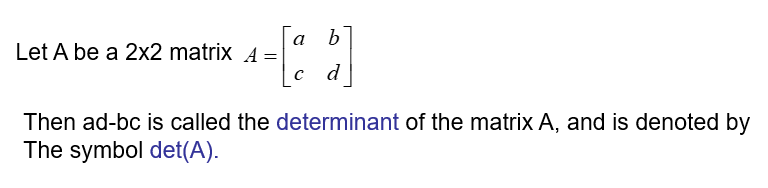 Let A be a 2x2 matrix A = [a b
c d]
Then ad-bc is called the determinant of the matrix A, and is denoted by
The symbol det(A).